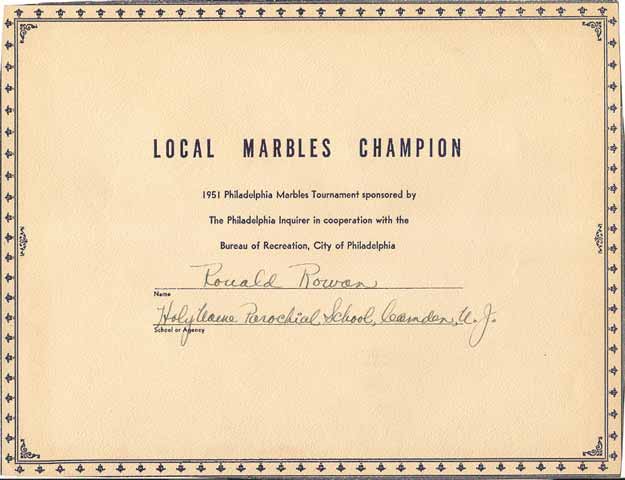 LOCAL MARBLES CHAMPION
1951 Philadelphia Marbles Tournament sponsored by
The Philadelphia Inquirer in cooperation with the
Bureau of Recreation, City of Philadelphia
Ronald Rowan
Name
Holy Name Parochial School, Camden, N. J.
School or Agency